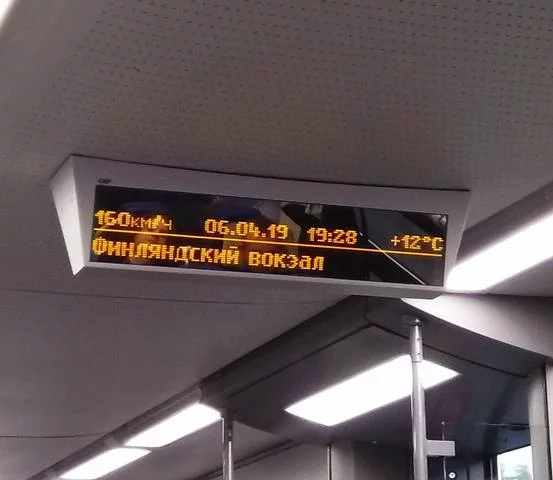 160км/ч 06.04.19 19:28 +12°C
Финляндский вокзал